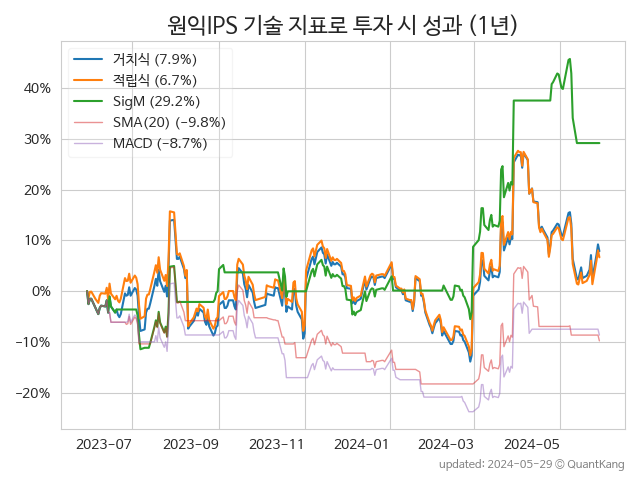 원익IPS 기술 지표로 투자 시 성과 (1년)
거치식 (7.9%)
적립식 (6.7%)
SigM (29.2%)
SMA(20) (−9.8%)
MACD (−8.7%)
40%
30%
20%
10%
0%
−10%
−20%
2023−07 2023−09 2023−11 2024−01 2024−03 2024−05
updated: 2024-05-29 © QuantKang